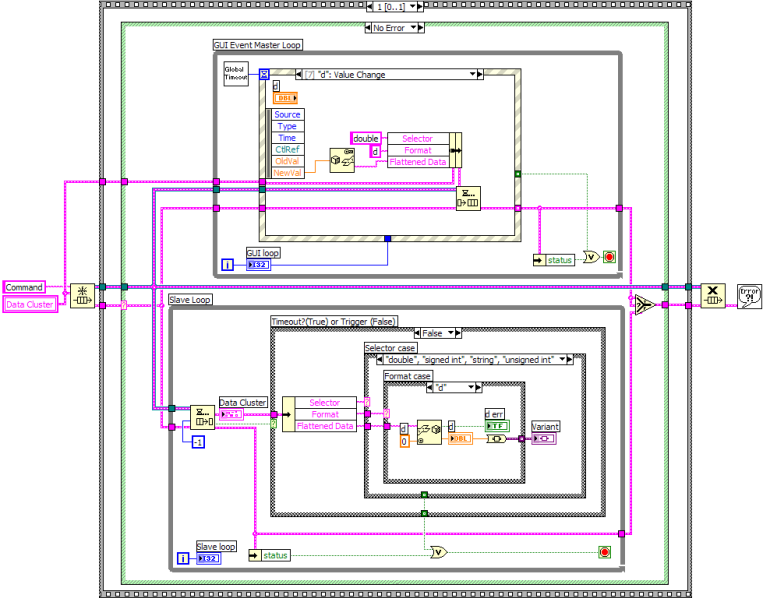 1 [0..1]
No Error
GUI Event Master Loop
Global
Timeout
[7] "d": Value Change
d
DBL
Source
Type
Time
CtlRef
OldVal
NewVal
double
d
Selector
Format
Flattened Data
GUI loop
i
I32
status
V
Command
Data Cluster
Error
?!
Slave Loop
Timeout?(True) or Trigger (False)
False
Selector case
"double", "signed int", "string", "unsigned int"
Format case
"d"
Data Cluster
Selector
Format
Flattened Data
d
0
d
DBL
d err
TF
Variant
-1
Slave loop
i
I32
status
V